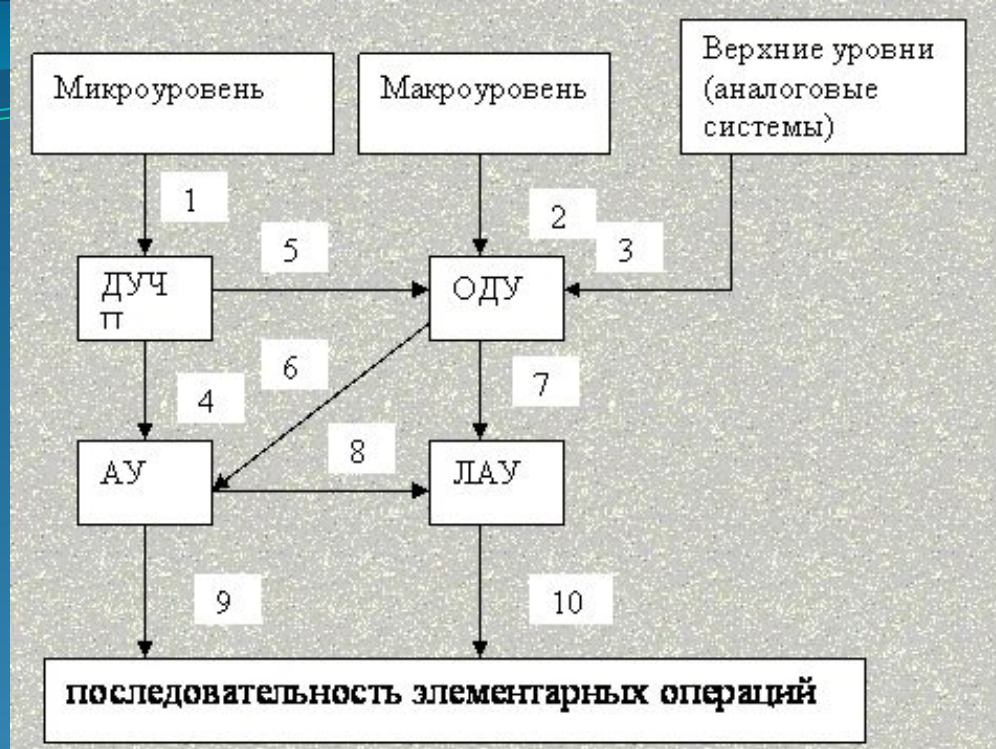 Микроуровень
Макроуровень
Верхние уровни
(аналоговые
системы)
1
2
3
5
ДУЧ
П
ОДУ
6
7
4
8
АУ
ЛАУ
9
10
последовательность элементарных операций